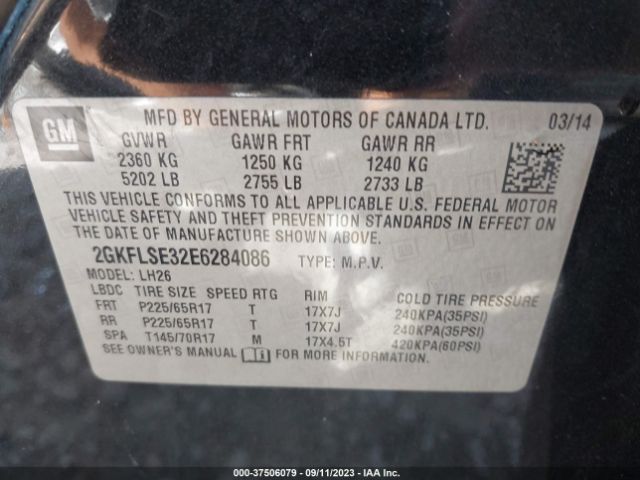 GM
MFD BY GENERAL MOTORS OF CANADA LTD. 03/14
GVWR GAWR FRT GAWR RR
2360 KG 1250 KG 1240 KG
5202 LB 2755 LB 2733 LB
THIS VEHICLE CONFORMS TO ALL APPLICABLE U.S. FEDERAL MOTOR
VEHICLE SAFETY AND THEFT PREVENTION STANDARDS IN EFFECT ON
THE DATE OF MANUFACTURE SHOWN ABOVE.
2GKFLSE32E6284086 TYPE: M.P.V.
MODEL: LH26
LBDC TIRE SIZE SPEED RTG RIM COLD TIRE PRESSURE
FRT P225/65R17 T 17X7J 240KPA(35PSI)
RR P225/65R17 T 17X7J 240KPA(35PSI)
SPA T145/70R17 M 17X4.5T 420KPA(60PSI)
SEE OWNER'S MANUAL FOR MORE INFORMATION.
000-37506079 - 09/11/2023 - IAA Inc.